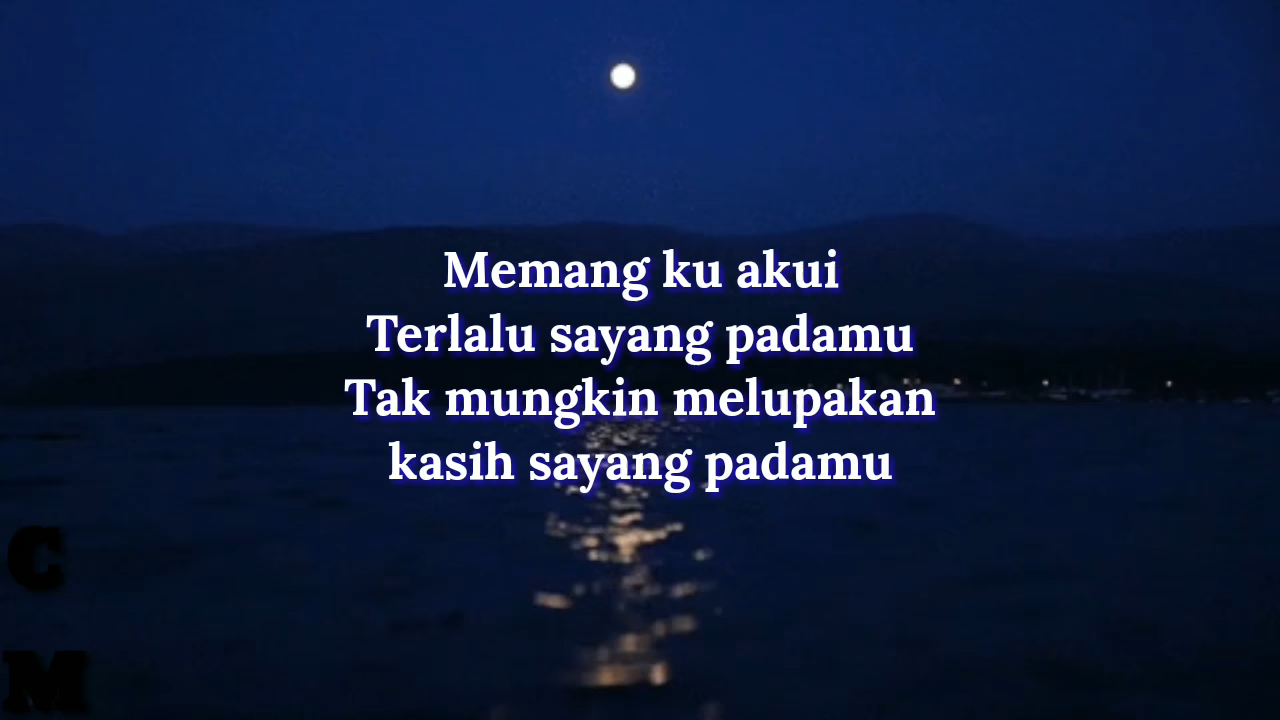 Memang ku akui
Terlalu sayang padamu
Tak mungkin melupakan
kasih sayang padamu
C
M